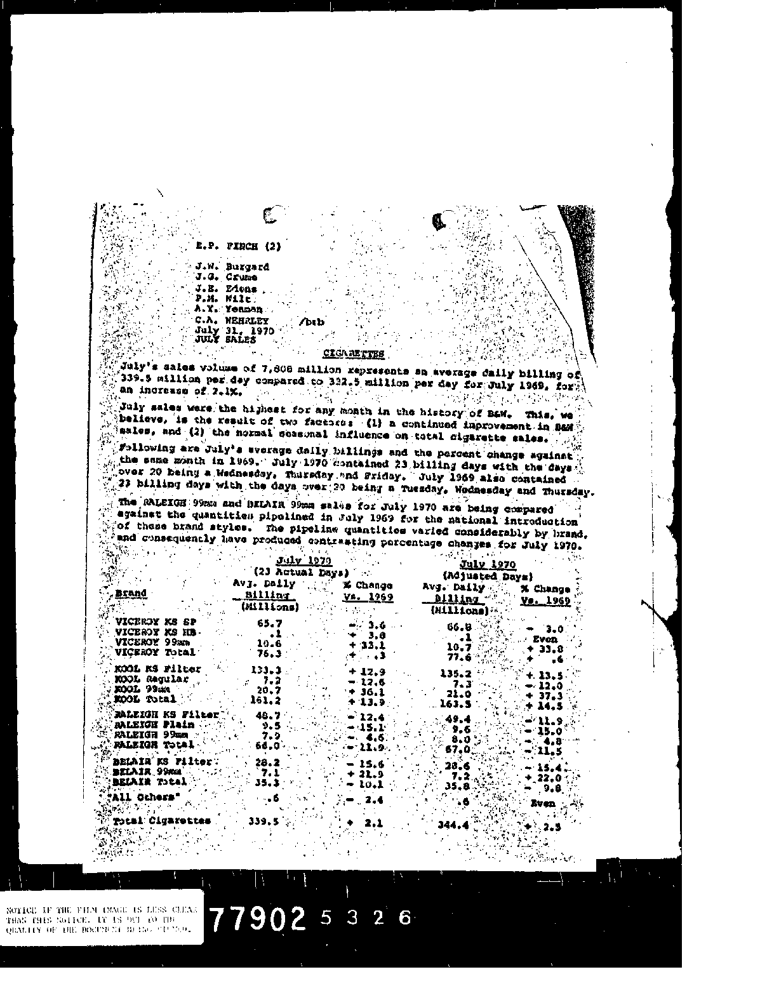 E.P. FINCH (2)
J.W. Burgard
J.G. Crume
J.E. Edens
P.M. Wilt
A.Y. Yeaman
C.A. WEHRLEY /bsb
July 31, 1970
JULY SALES
CIGARETTES
July's sales volume of 7,808 million represents an average daily billing of
339.5 million per day compared to 332.5 million per day for July 1969, for
an increase of 2.1%.
July sales were the highest for any month in the history of B&W. This, we
believe, is the result of two factors: (1) a continued improvement in B&W
sales, and (2) the normal seasonal influence on total cigarette sales.
Following are July's average daily billings and the percent change against
the same month in 1969. July 1970 contained 23 billing days with the days
over 20 being a Wednesday, Thursday and Friday. July 1969 also contained
23 billing days with the days over 20 being a Tuesday, Wednesday and Thursday.
The RALEIGH 99mm and BELAIR 99mm sales for July 1970 are being compared
against the quantities pipelined in July 1969 for the national introduction
of these brand styles. The pipeline quantities varied considerably by brand,
and consequently have produced contrasting percentage changes for July 1970.
July 1970 July 1970
(23 Actual Days) (Adjusted Days)
Avg. Daily % Change Avg. Daily % Change
Brand Billing Vs. 1969 Billing Vs. 1969
(Millions) (Millions)
VICEROY KS SP 65.7 - 3.6 66.8 - 3.0
VICEROY KS HB .1 + 3.8 .1 Even
VICEROY 99mm 10.6 + 33.1 10.7 + 33.8
VICEROY Total 76.3 + .3 77.6 + .6
KOOL KS Filter 133.3 + 12.9 135.2 + 13.5
KOOL Regular 7.2 - 12.6 7.3 - 12.0
KOOL 99mm 20.7 + 36.1 21.0 + 37.3
KOOL Total 161.2 + 13.9 163.5 + 14.5
RALEIGH KS Filter 48.7 - 12.4 49.4 - 11.9
RALEIGH Plain 9.5 - 15.1 9.6 - 15.0
RALEIGH 99mm 7.9 - 4.6 8.0 - 4.8
RALEIGH Total 66.0 - 11.9 67.0 - 11.5
BELAIR KS Filter 28.2 - 15.6 28.6 - 15.4
BELAIR 99mm 7.1 + 21.9 7.2 + 22.0
BELAIR Total 35.3 - 10.1 35.8 - 9.8
"All Others" .6 - 2.4 .6 Even
Total Cigarettes 339.5 + 2.1 344.4 + 2.5
NOTICE IF THE FILM IMAGE IS LESS CLEAR
THAN THIS NOTICE, IT IS DUE TO THE
QUALITY OF THE DOCUMENT BEING FILMED.
77902 5326